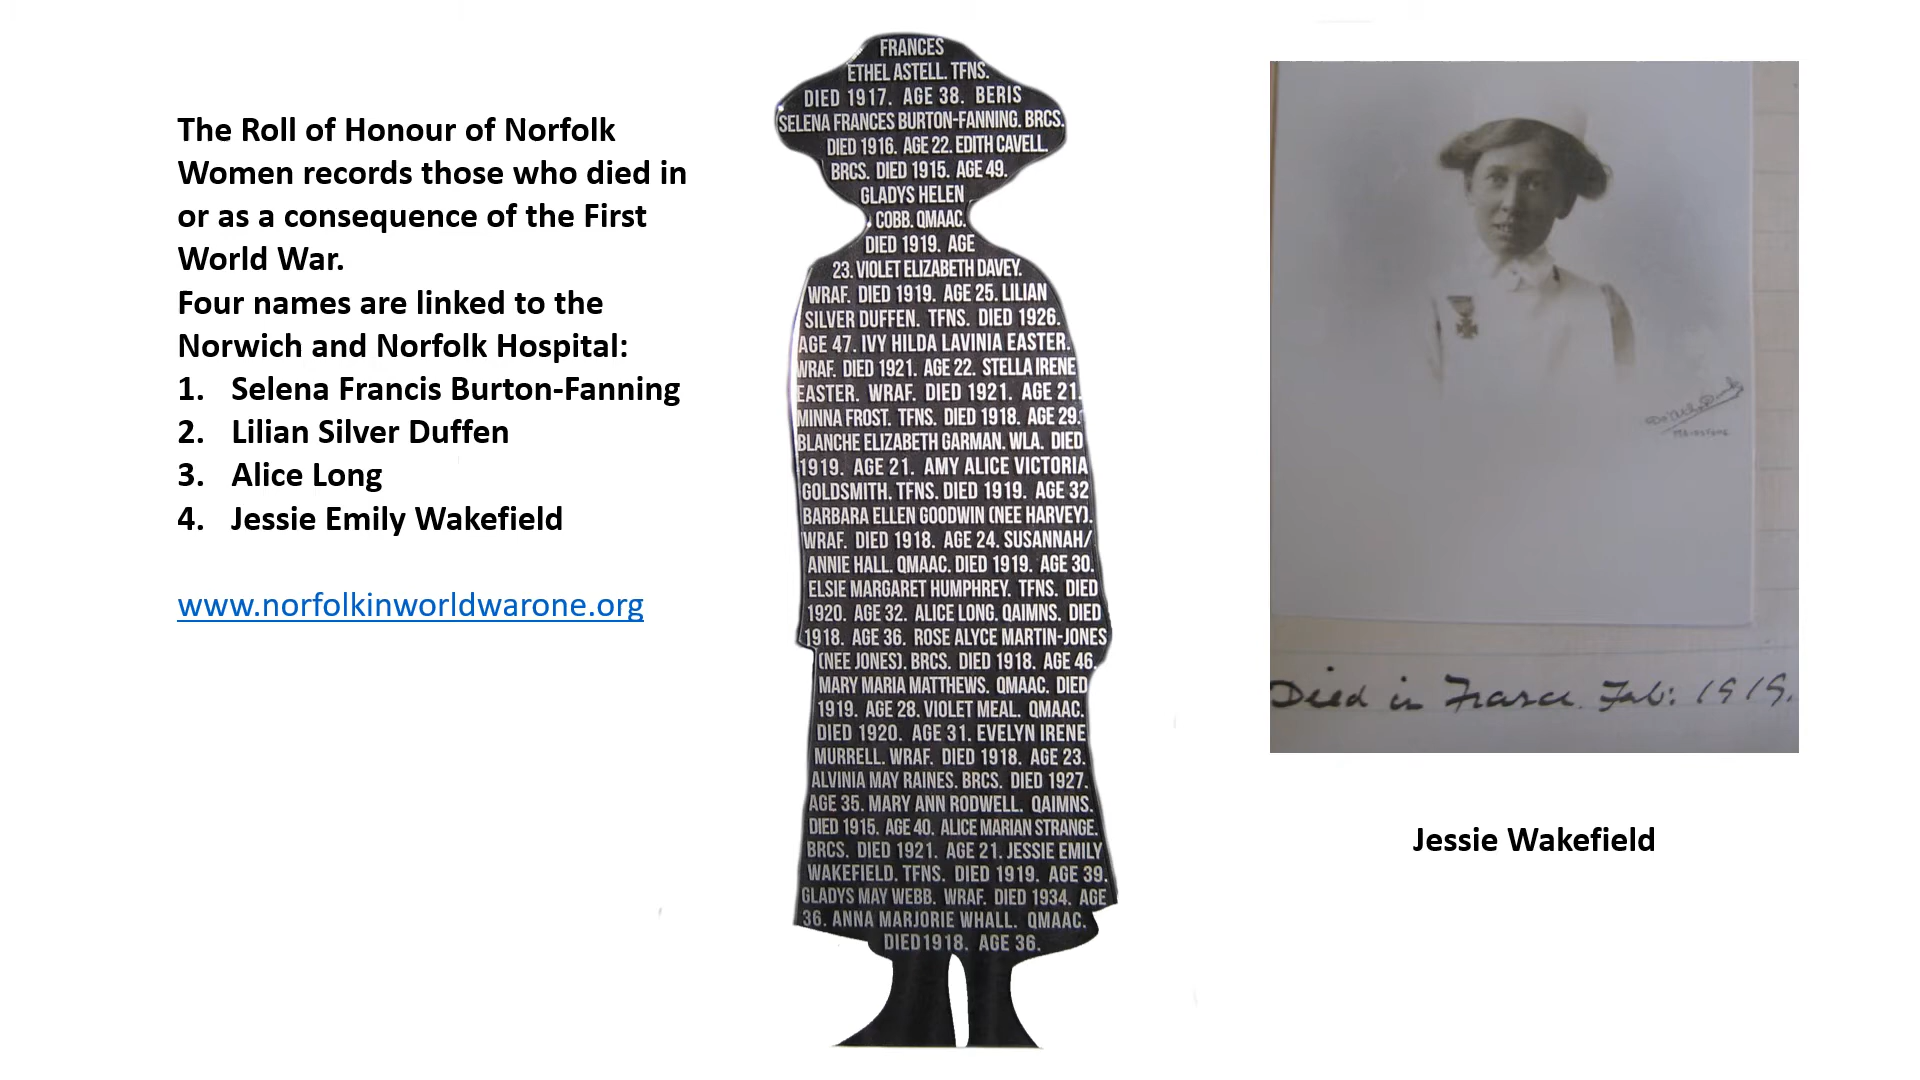 The Roll of Honour of Norfolk
Women records those who died in
or as a consequence of the First
World War.
Four names are linked to the
Norwich and Norfolk Hospital:
1. Selena Francis Burton-Fanning
2. Lilian Silver Duffen
3. Alice Long
4. Jessie Emily Wakefield
www.norfolkinworldwarone.org
FRANCES
ETHEL ASTELL. TFNS.
DIED 1917. AGE 38. BERIS
SELENA FRANCES BURTON-FANNING. BRCS.
DIED 1916. AGE 22. EDITH CAVELL.
BRCS. DIED 1915. AGE 49.
GLADYS HELEN
COBB. QMAAC.
DIED 1919. AGE
23. VIOLET ELIZABETH DAVEY.
WRAF. DIED 1919. AGE 25. LILIAN
SILVER DUFFEN. TFNS. DIED 1926.
AGE 47. IVY HILDA LAVINIA EASTER.
WRAF. DIED 1921. AGE 22. STELLA IRENE
EASTER. WRAF. DIED 1921. AGE 21.
MINNA FROST. TFNS. DIED 1918. AGE 29.
BLANCHE ELIZABETH GARMAN. WLA. DIED
1919. AGE 21. AMY ALICE VICTORIA
GOLDSMITH. TFNS. DIED 1919. AGE 32
BARBARA ELLEN GOODWIN (NEE HARVEY).
WRAF. DIED 1918. AGE 24. SUSANNAH/
ANNIE HALL. QMAAC. DIED 1919. AGE 30.
ELSIE MARGARET HUMPHREY. TFNS. DIED
1920. AGE 32. ALICE LONG. QAIMNS. DIED
1918. AGE 36. ROSE ALYCE MARTIN-JONES
(NEE JONES). BRCS. DIED 1918. AGE 46.
MARY MARIA MATTHEWS. QMAAC. DIED
1919. AGE 28. VIOLET MEAL. QMAAC.
DIED 1920. AGE 31. EVELYN IRENE
MURRELL. WRAF. DIED 1918. AGE 23.
ALVINIA MAY RAINES. BRCS. DIED 1927.
AGE 35. MARY ANN RODWELL. QAIMNS.
DIED 1915. AGE 40. ALICE MARIAN STRANGE.
BRCS. DIED 1921. AGE 21. JESSIE EMILY
WAKEFIELD. TFNS. DIED 1919. AGE 39.
GLADYS MAY WEBB. WRAF. DIED 1934. AGE
36. ANNA MARJORIE WHALL. QMAAC.
DIED 1918. AGE 36.
MAIDSTONE
Died in France. Feb: 1919.
Jessie Wakefield